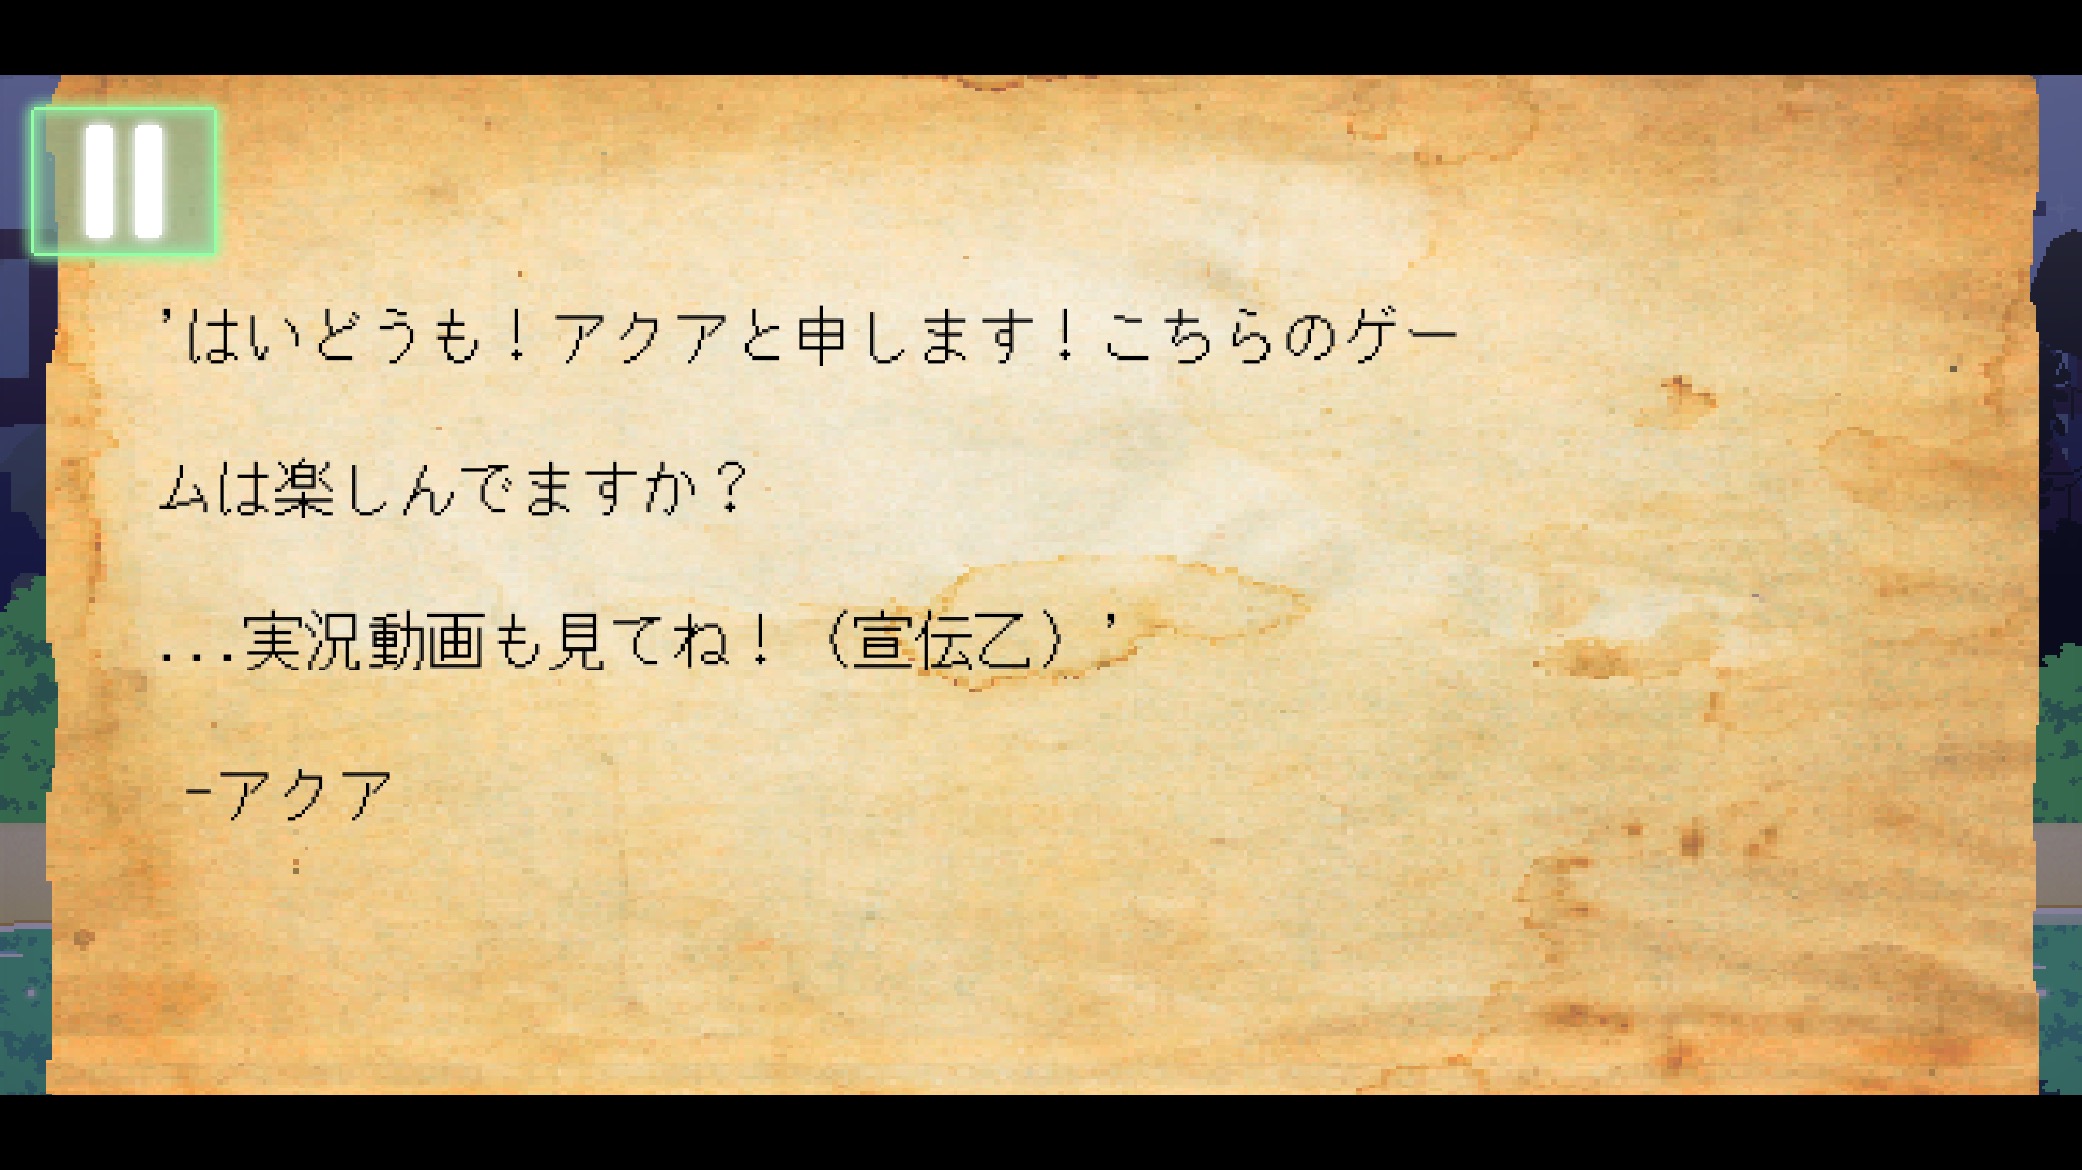 'はいどうも！アクアと申します！こちらのゲー
ムは楽しんでますか？
...実況動画も見てね！（宣伝乙）'
-アクア